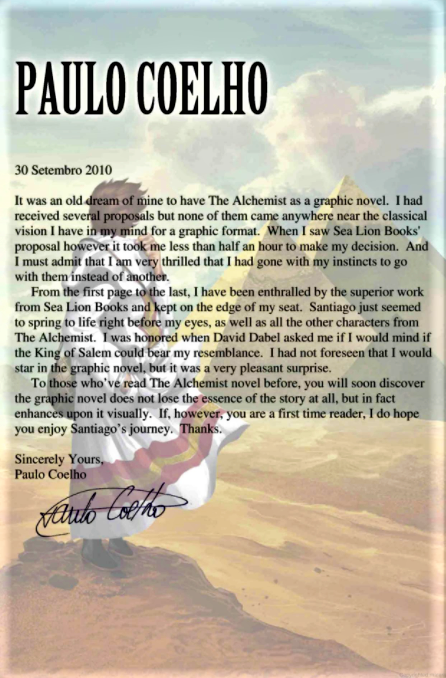 PAULO COELHO
30 Setembro 2010
It was an old dream of mine to have The Alchemist as a graphic novel.  I had
received several proposals but none of them came anywhere near the classical
vision I have in my mind for a graphic format.  When I saw Sea Lion Books'
proposal however it took me less than half an hour to make my decision.  And
I must admit that I am very thrilled that I had gone with my instincts to go
with them instead of another.
From the first page to the last, I have been enthralled by the superior work
from Sea Lion Books and kept on the edge of my seat.  Santiago just seemed
to spring to life right before my eyes, as well as all the other characters from
The Alchemist.  I was honored when David Dabel asked me if I would mind if
the King of Salem could bear my resemblance.  I had not foreseen that I would
star in the graphic novel, but it was a very pleasant surprise.
To those who've read The Alchemist novel before, you will soon discover
the graphic novel does not lose the essence of the story at all, but in fact
enhances upon it visually.  If, however, you are a first time reader, I do hope
you enjoy Santiago's journey.  Thanks.
Sincerely Yours,
Paulo Coelho
Paulo Coelho